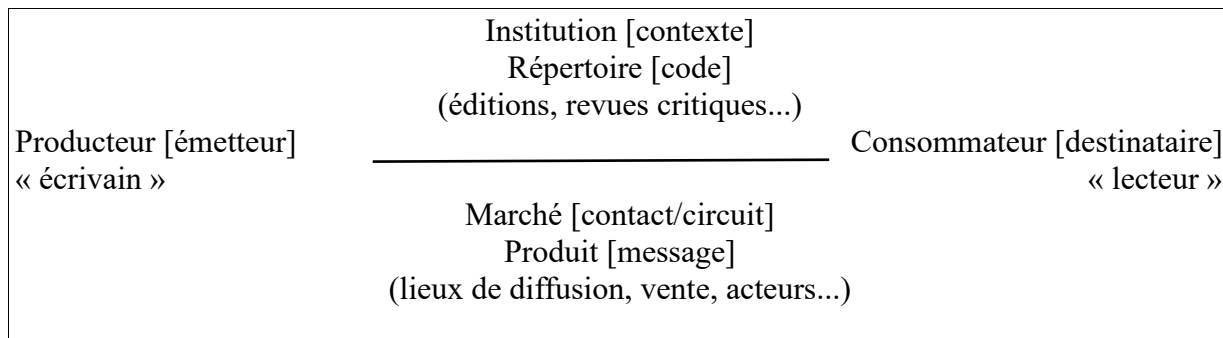 Institution [contexte]
Répertoire [code]
(éditions, revues critiques...)
Producteur [émetteur]
« écrivain »
Consommateur [destinataire]
« lecteur »
Marché [contact/circuit]
Produit [message]
(lieux de diffusion, vente, acteurs...)